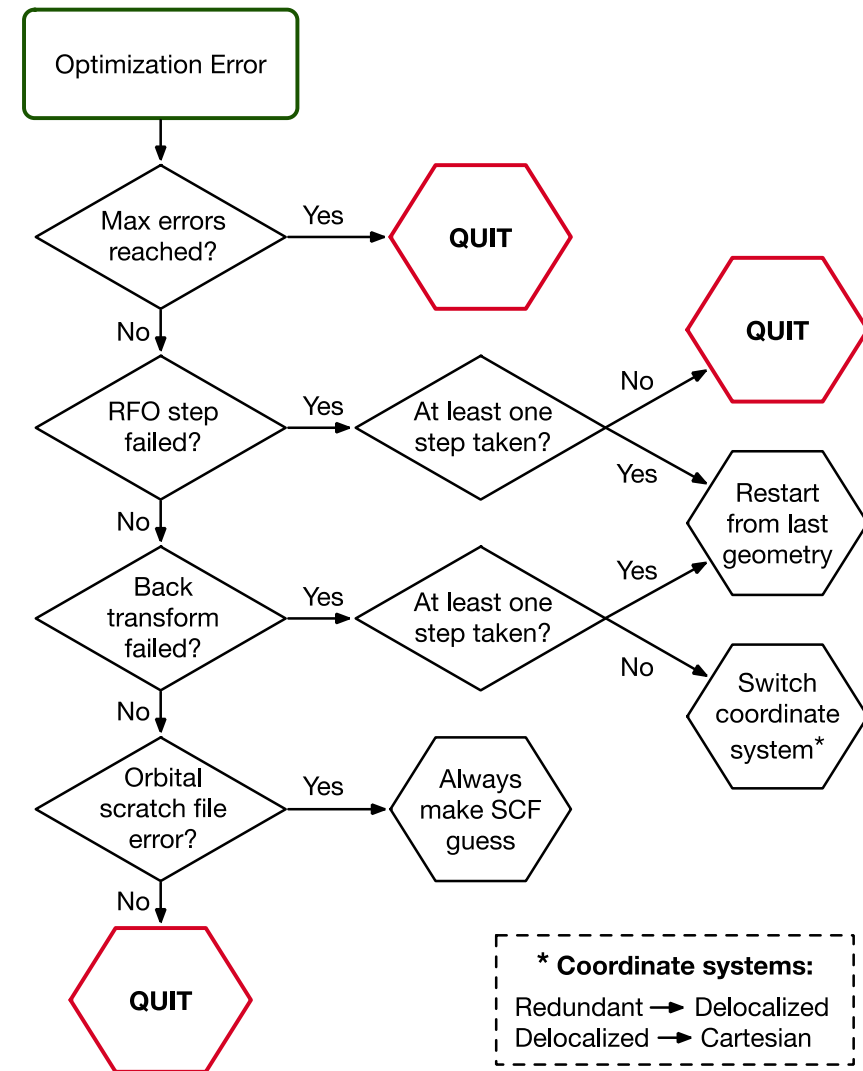 Optimization Error
Max errors
reached?
Yes
QUIT
No
RFO step
failed?
Yes
At least one
step taken?
No
QUIT
Yes
Restart
from last
geometry
No
Back
transform
failed?
Yes
At least one
step taken?
Yes
No
Switch
coordinate
system*
No
Orbital
scratch file
error?
Yes
Always
make SCF
guess
No
QUIT
* Coordinate systems:
Redundant → Delocalized
Delocalized → Cartesian